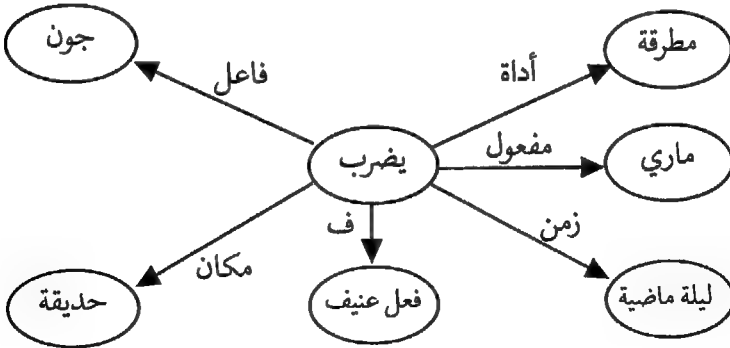 جون
مطرقة
فاعل
أداة
يضرب
مفعول
ماري
ف
زمن
مكان
حديقة
فعل عنيف
ليلة ماضية